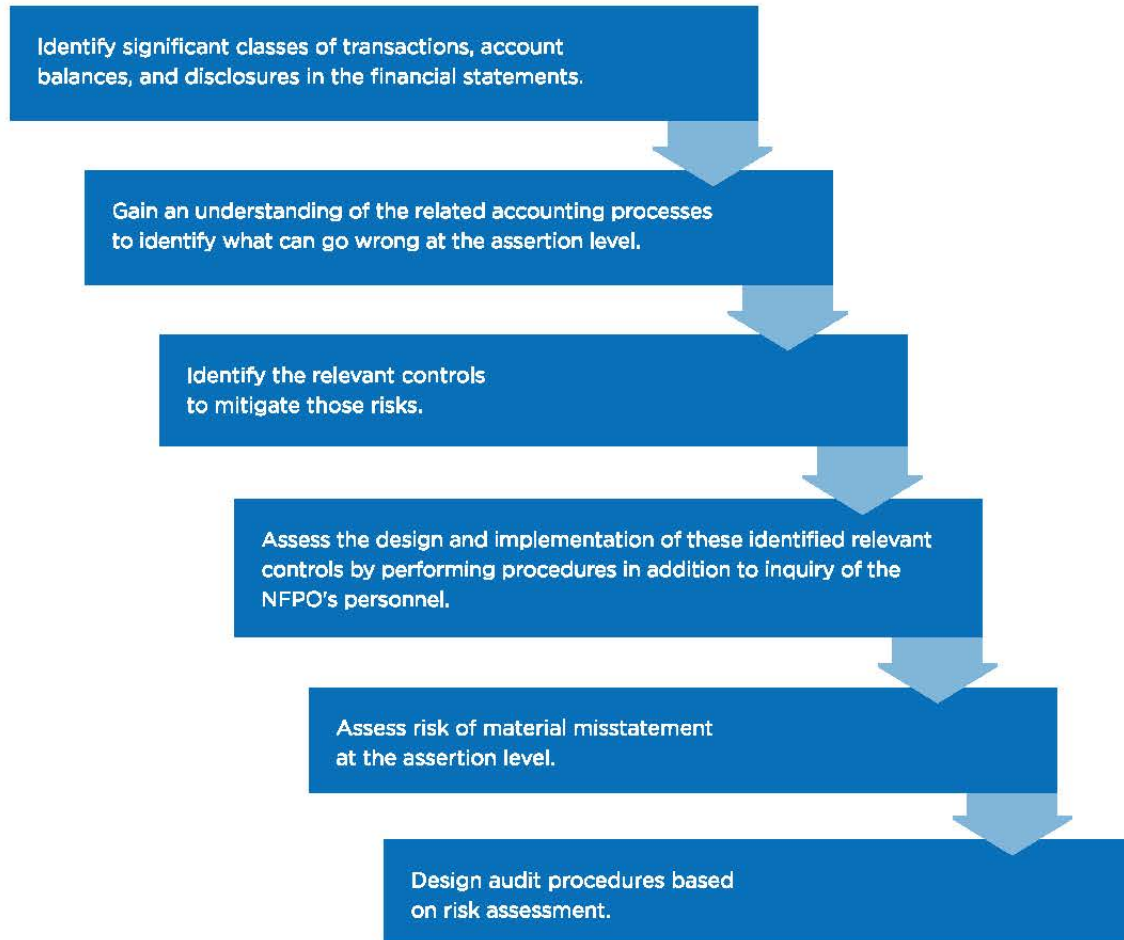 Identify significant classes of transactions, account
balances, and disclosures in the financial statements.
Gain an understanding of the related accounting processes
to identify what can go wrong at the assertion level.
Identify the relevant controls
to mitigate those risks.
Assess the design and implementation of these identified relevant
controls by performing procedures in addition to inquiry of the
NFPO's personnel.
Assess risk of material misstatement
at the assertion level.
Design audit procedures based
on risk assessment.